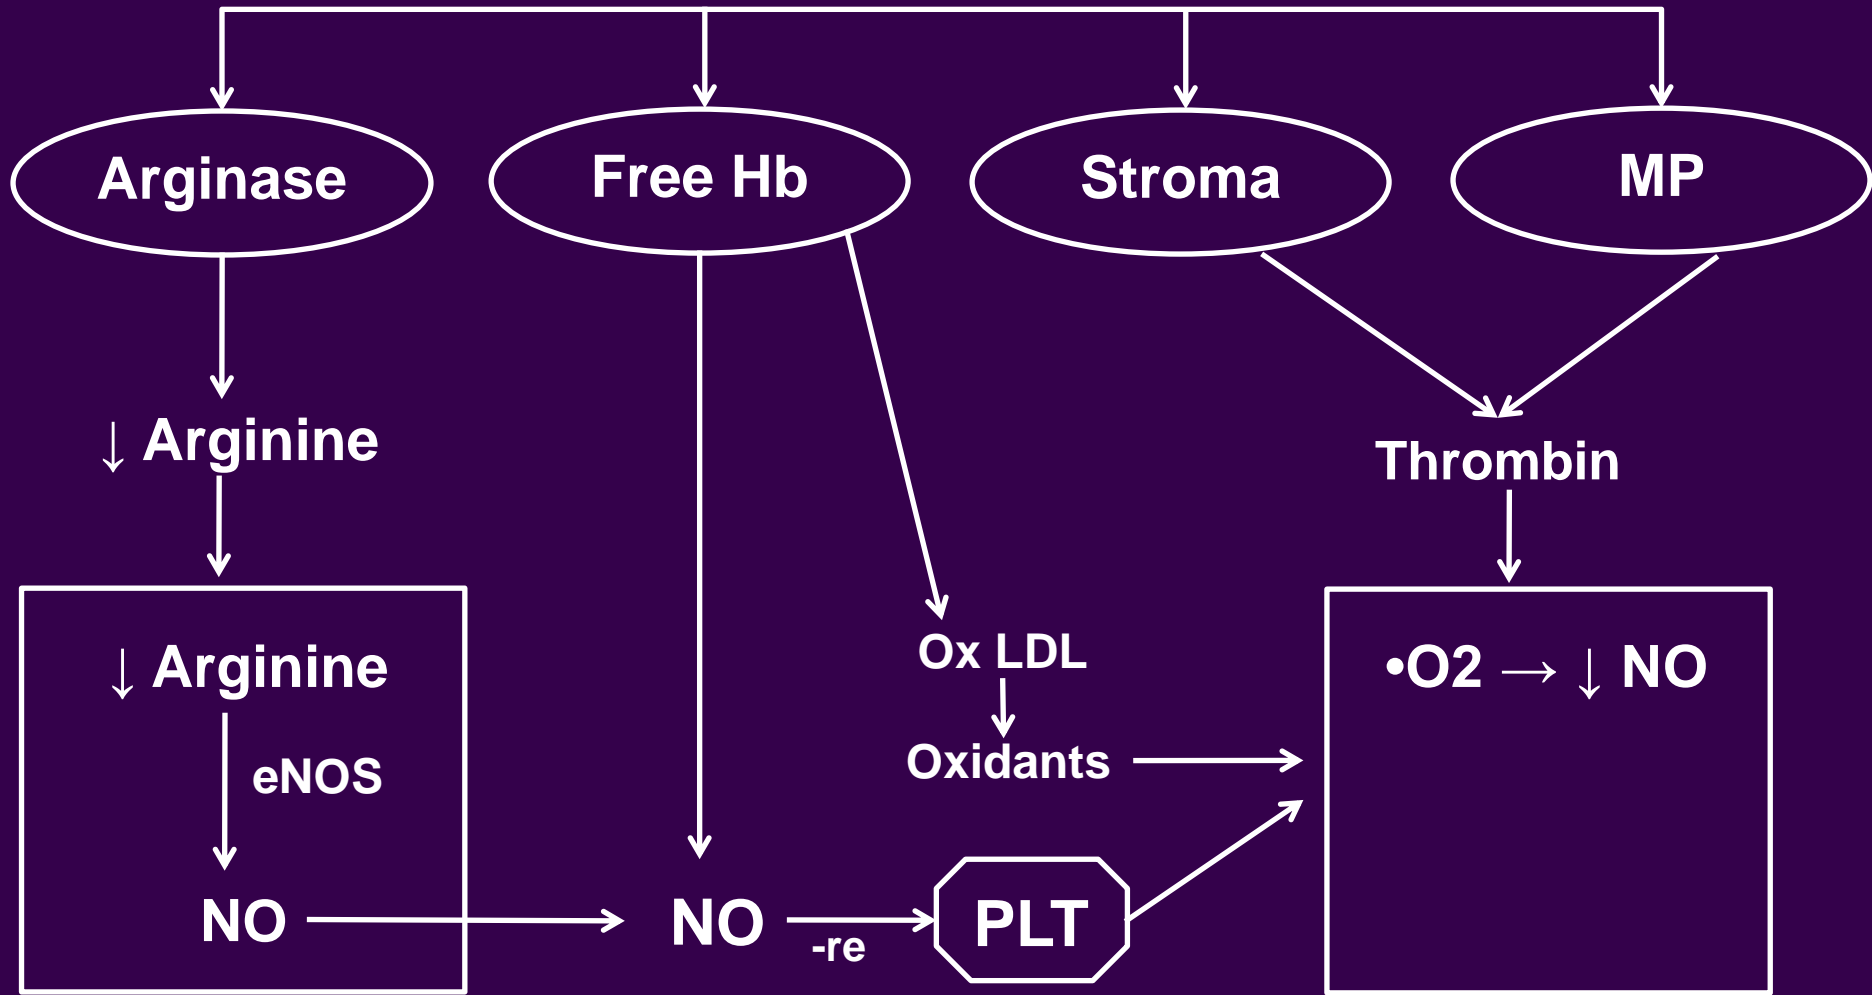 Arginase
Free Hb
Stroma
MP
↓ Arginine
Thrombin
↓ Arginine
eNOS
NO
NO
-re
PLT
Ox LDL
Oxidants
•O2 → ↓ NO